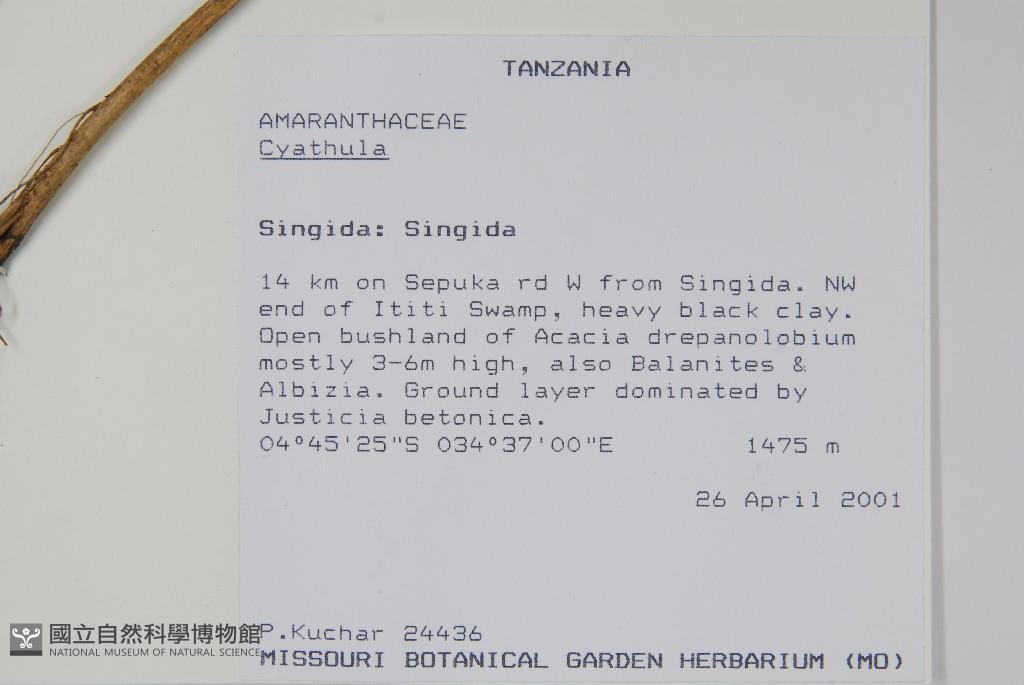 TANZANIA
AMARANTHACEAE
Cyathula
Singida: Singida
14 km on Sepuka rd W from Singida. NW
end of Ititi Swamp, heavy black clay.
Open bushland of Acacia drepanolobium
mostly 3-6m high, also Balanites &
Albizia. Ground layer dominated by
Justicia betonica.
04°45'25"S 034°37'00"E 1475 m
26 April 2001
P.Kuchar 24436
MISSOURI BOTANICAL GARDEN HERBARIUM (MO)
國立自然科學博物館
NATIONAL MUSEUM OF NATURAL SCIENCE